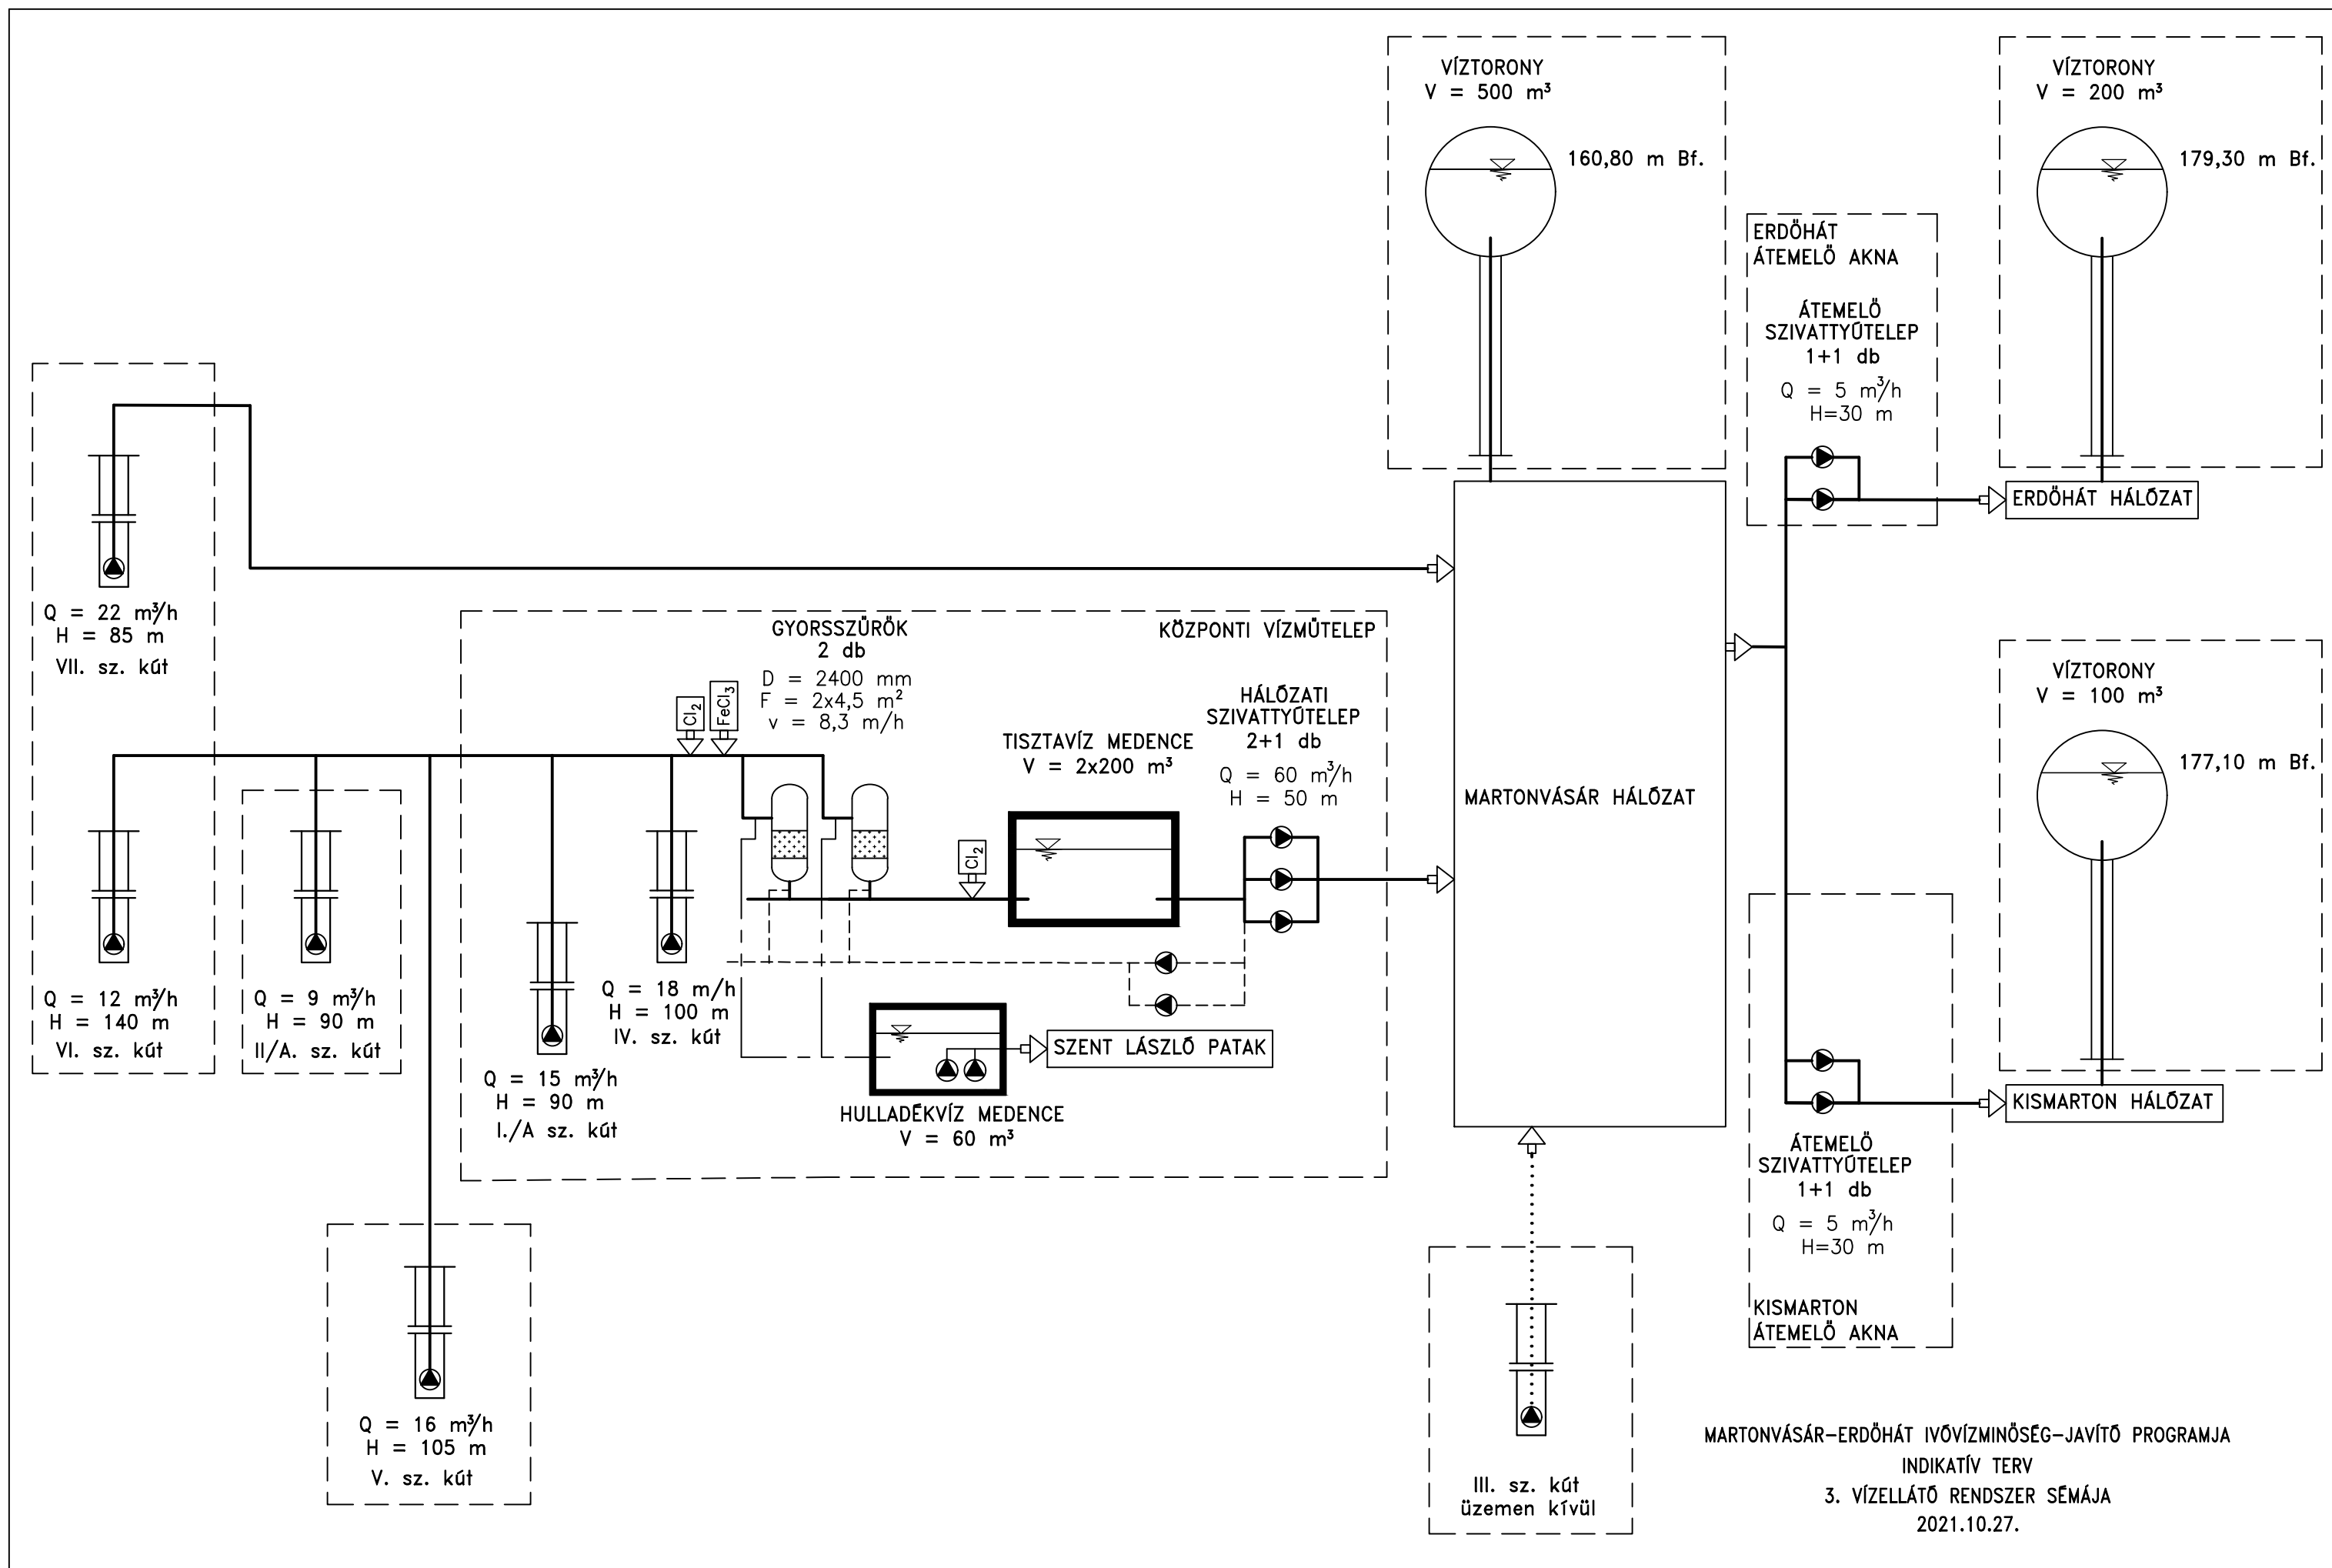 VÍZTORONY
V = 500 m³
160,80 m Bf.
VÍZTORONY
V = 200 m³
179,30 m Bf.
ERDŐHÁT
ÁTEMELŐ AKNA
ÁTEMELŐ
SZIVATTYÚTELEP
1+1 db
Q = 5 m³/h
H=30 m
ERDŐHÁT HÁLÓZAT
Q = 22 m³/h
H = 85 m
VII. sz. kút
GYORSSZŰRŐK
2 db
D = 2400 mm
F = 2x4,5 m²
v = 8,3 m/h
KÖZPONTI VÍZMŰTELEP
Cl₂
FeCl₃
HÁLÓZATI
SZIVATTYÚTELEP
2+1 db
Q = 60 m³/h
H = 50 m
TISZTAVÍZ MEDENCE
V = 2x200 m³
Cl₂
MARTONVÁSÁR HÁLÓZAT
VÍZTORONY
V = 100 m³
177,10 m Bf.
Q = 12 m³/h
H = 140 m
VI. sz. kút
Q = 9 m³/h
H = 90 m
II/A. sz. kút
Q = 18 m/h
H = 100 m
IV. sz. kút
Q = 15 m³/h
H = 90 m
I./A sz. kút
SZENT LÁSZLÓ PATAK
HULLADÉKVÍZ MEDENCE
V = 60 m³
KISMARTON HÁLÓZAT
ÁTEMELŐ
SZIVATTYÚTELEP
1+1 db
Q = 5 m³/h
H=30 m
KISMARTON
ÁTEMELŐ AKNA
Q = 16 m³/h
H = 105 m
V. sz. kút
III. sz. kút
üzemen kívül
MARTONVÁSÁR-ERDŐHÁT IVÓVÍZMINŐSÉG-JAVÍTÓ PROGRAMJA
INDIKATÍV TERV
3. VÍZELLÁTÓ RENDSZER SÉMÁJA
2021.10.27.